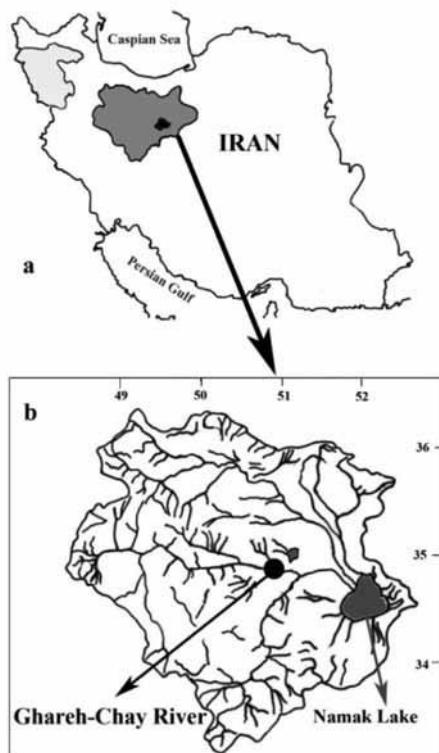 Caspian Sea
IRAN
a
Persian Gulf
49 50 51 52
b
36
35
34
Ghareh-Chay River
Namak Lake